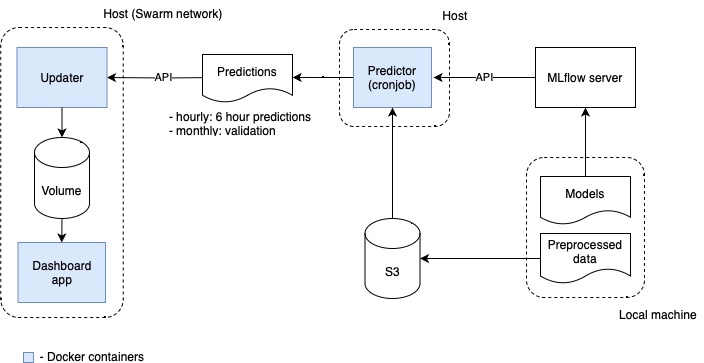 Host (Swarm network)
Host
Updater
API
Predictions
Predictor
(cronjob)
API
MLflow server
- hourly: 6 hour predictions
- monthly: validation
Volume
Models
Preprocessed
data
S3
Dashboard
app
Local machine
- Docker containers